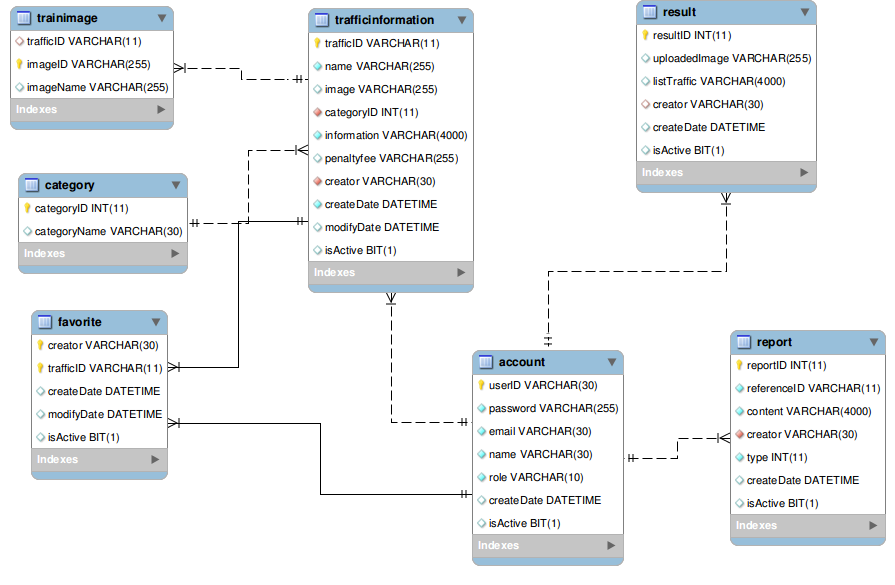 trainimage
trafficID VARCHAR(11)
imageID VARCHAR(255)
imageName VARCHAR(255)
Indexes
trafficinformation
trafficID VARCHAR(11)
name VARCHAR(255)
image VARCHAR(255)
categoryID INT(11)
information VARCHAR(4000)
penaltyfee VARCHAR(255)
creator VARCHAR(30)
createDate DATETIME
modifyDate DATETIME
isActive BIT(1)
Indexes
result
resultID INT(11)
uploadedImage VARCHAR(255)
listTraffic VARCHAR(4000)
creator VARCHAR(30)
createDate DATETIME
isActive BIT(1)
Indexes
category
categoryID INT(11)
categoryName VARCHAR(30)
Indexes
favorite
creator VARCHAR(30)
trafficID VARCHAR(11)
createDate DATETIME
modifyDate DATETIME
isActive BIT(1)
Indexes
account
userID VARCHAR(30)
password VARCHAR(255)
email VARCHAR(30)
name VARCHAR(30)
role VARCHAR(10)
createDate DATETIME
isActive BIT(1)
Indexes
report
reportID INT(11)
referenceID VARCHAR(11)
content VARCHAR(4000)
creator VARCHAR(30)
type INT(11)
createDate DATETIME
isActive BIT(1)
Indexes